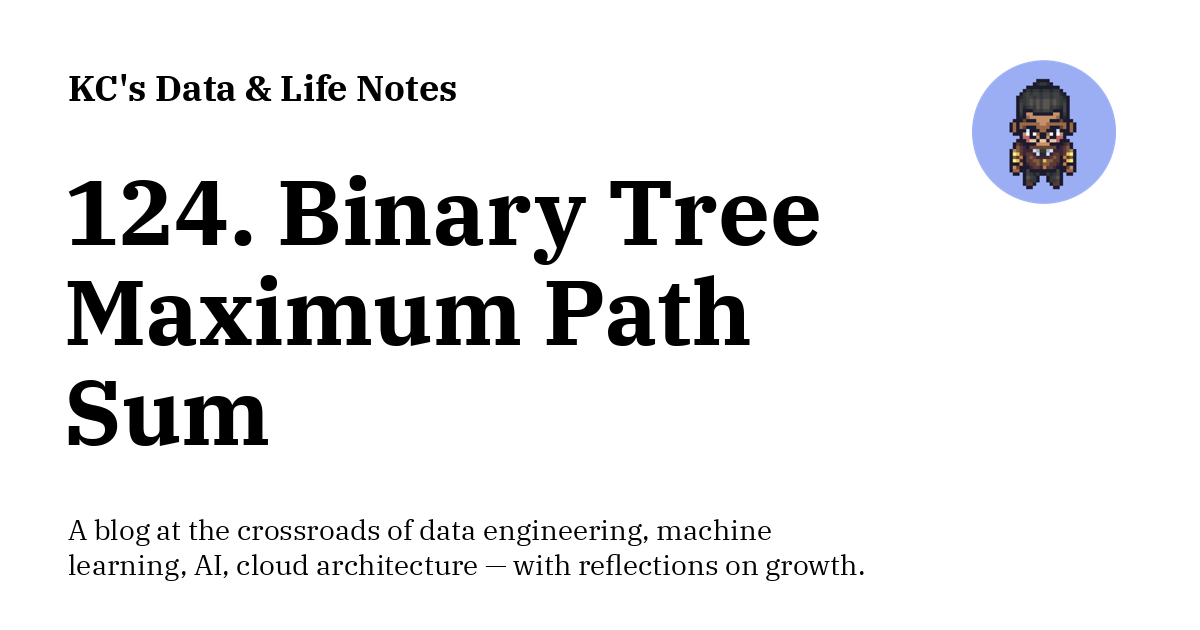 KC's Data & Life Notes
124. Binary Tree
Maximum Path
Sum
A blog at the crossroads of data engineering, machine
learning, AI, cloud architecture — with reflections on growth.